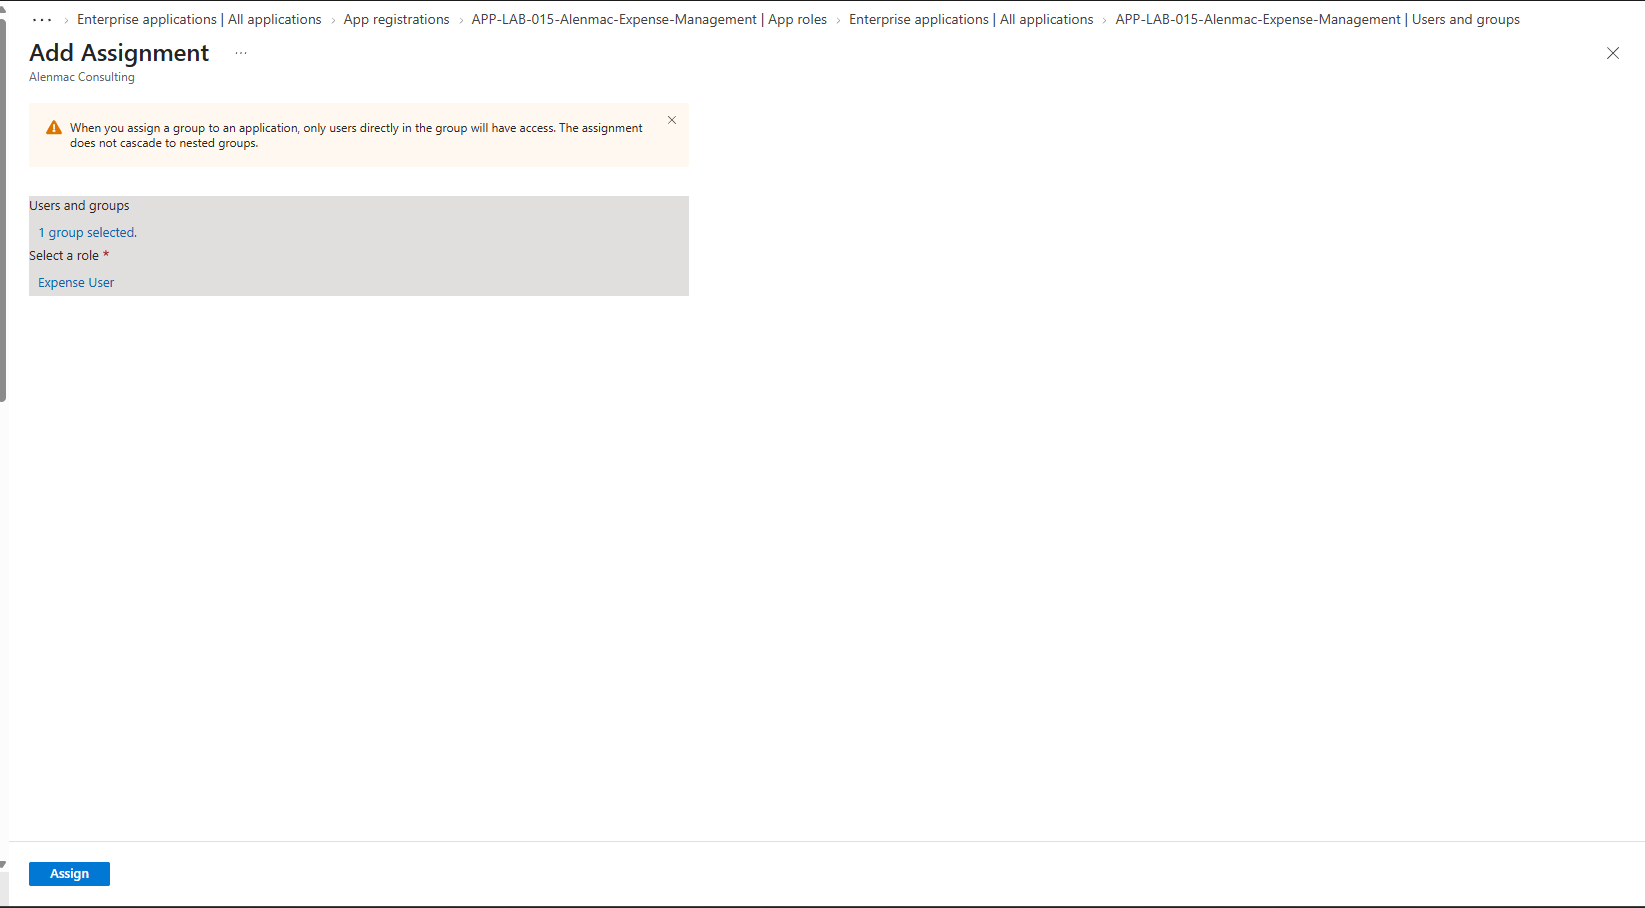 ··· > Enterprise applications | All applications > App registrations > APP-LAB-015-Alenmac-Expense-Management | App roles > Enterprise applications | All applications > APP-LAB-015-Alenmac-Expense-Management | Users and groups
Add Assignment ···
Alenmac Consulting
When you assign a group to an application, only users directly in the group will have access. The assignment
does not cascade to nested groups.
Users and groups
1 group selected.
Select a role *
Expense User
Assign